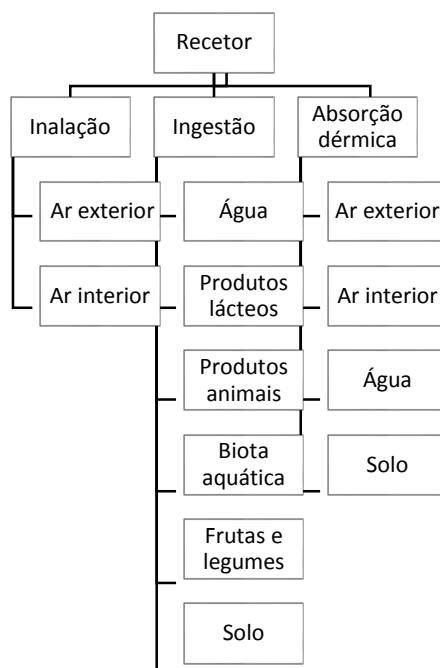 Recetor
Inalação
Ar exterior
Ar interior
Ingestão
Água
Produtos
lácteos
Produtos
animais
Biota
aquática
Frutas e
legumes
Solo
Absorção
dérmica
Ar exterior
Ar interior
Água
Solo